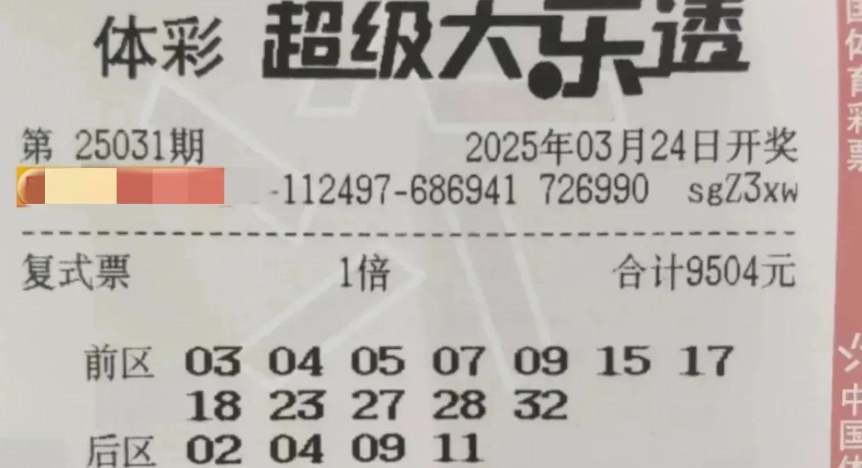 体彩 超级大乐透
第 25031期 2025年03月24日开奖
-112497-686941 726990 sgZ3xw
复式票 1倍 合计9504元
前区 03 04 05 07 09 15 17
18 23 27 28 32
后区 02 04 09 11
国体育彩票
中国体